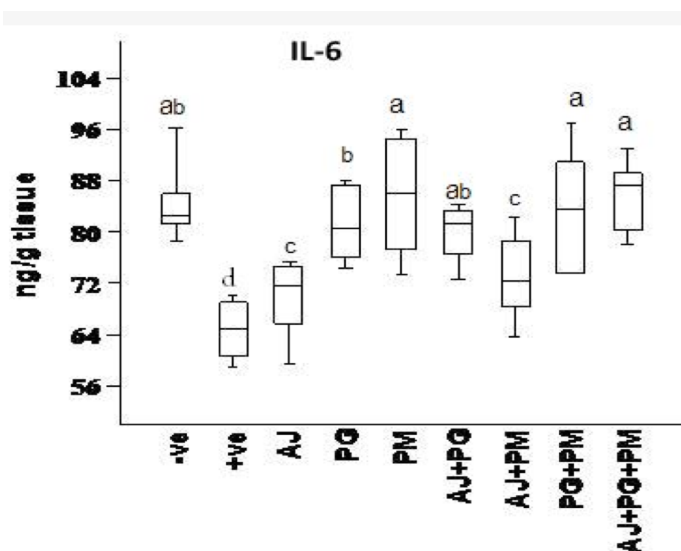 IL-6
ng/g tissue
104
96
88
80
72
64
56
ab
d
c
b
a
ab
c
a
a
-ve
+ve
AJ
PG
PM
AJ+PG
AJ+PM
PG+PM
AJ+PG+PM